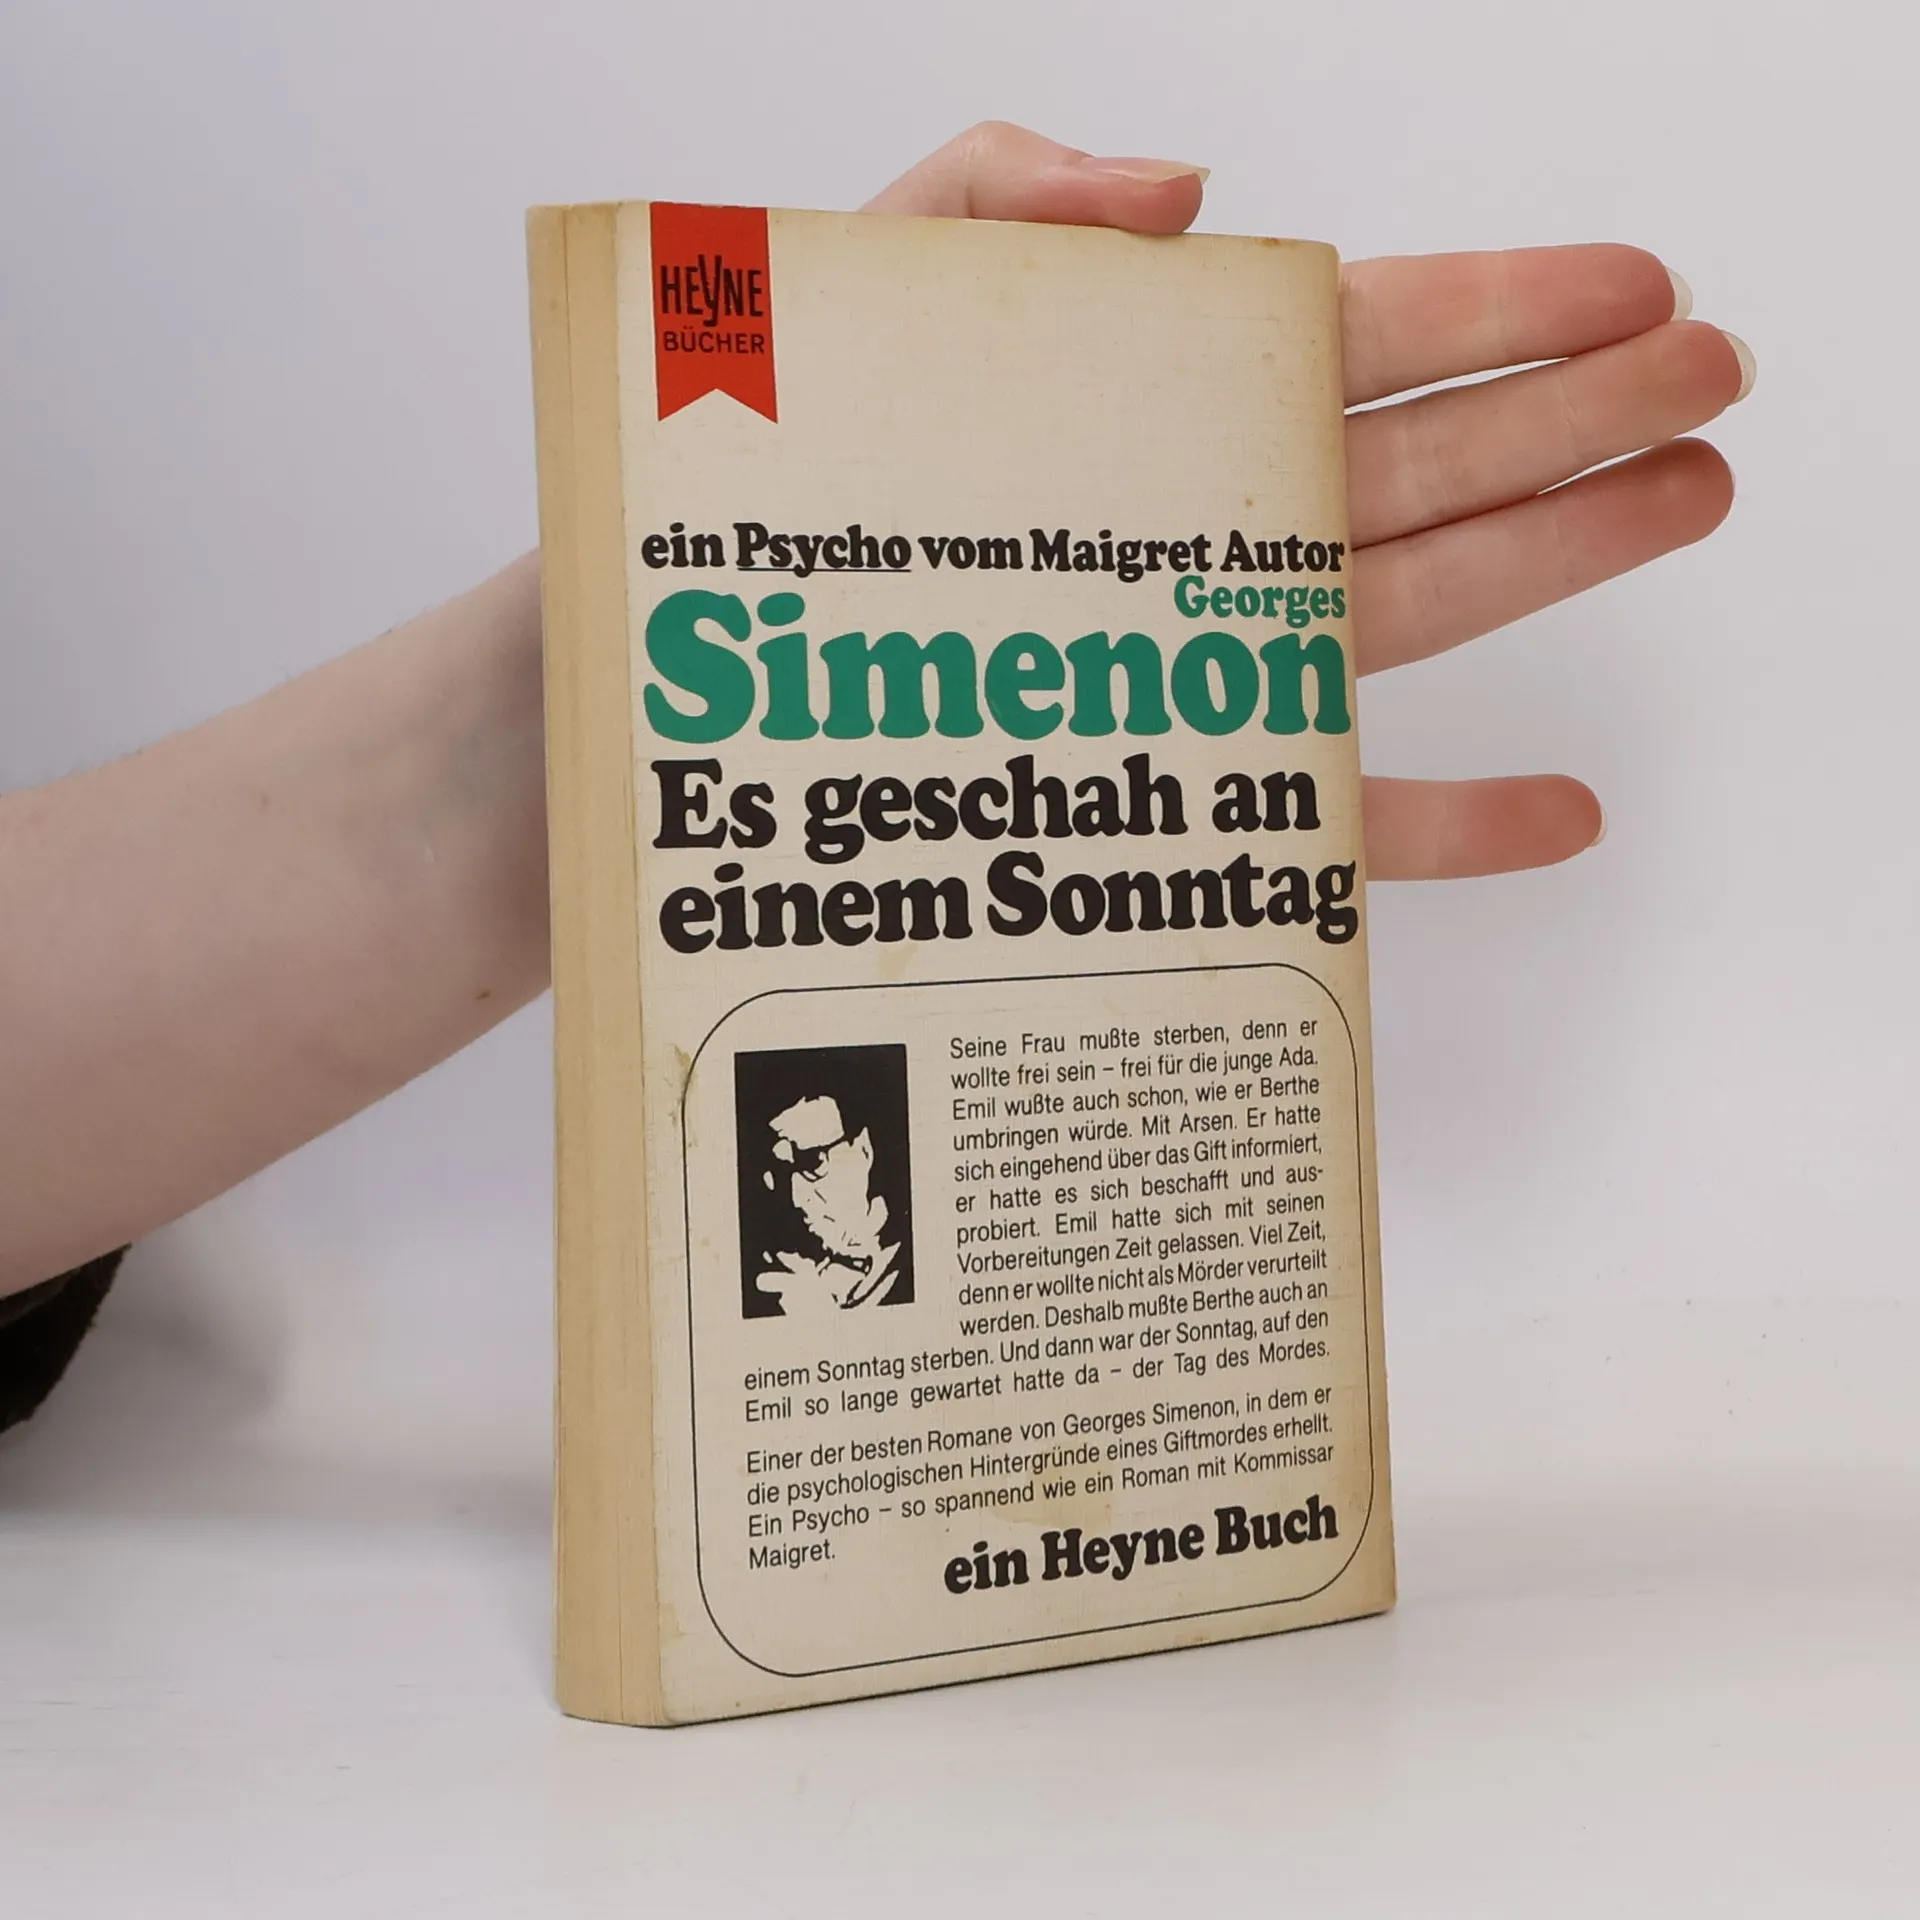 HEYNE
BÜCHER
ein Psycho vom Maigret Autor
Georges
Simenon
Es geschah an
einem Sonntag
Seine Frau mußte sterben, denn er
wollte frei sein – frei für die junge Ada.
Emil wußte auch schon, wie er Berthe
umbringen würde. Mit Arsen. Er hatte
sich eingehend über das Gift informiert,
er hatte es sich beschafft und aus-
probiert. Emil hatte sich mit seinen
Vorbereitungen Zeit gelassen. Viel Zeit,
denn er wollte nicht als Mörder verurteilt
werden. Deshalb mußte Berthe auch an
einem Sonntag sterben. Und dann war der Sonntag, auf den
Emil so lange gewartet hatte da – der Tag des Mordes.
Einer der besten Romane von Georges Simenon, in dem er
die psychologischen Hintergründe eines Giftmordes erhellt.
Ein Psycho – so spannend wie ein Roman mit Kommissar
Maigret.
ein Heyne Buch